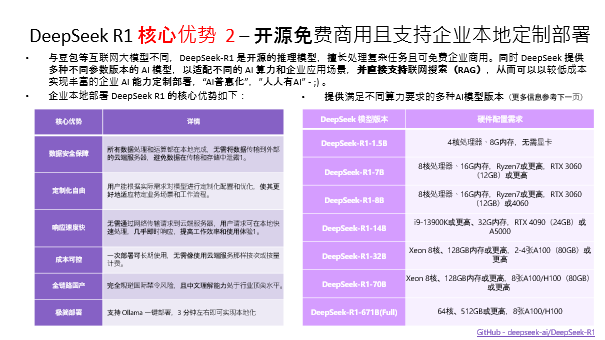 DeepSeek R1 核心优势 2 – 开源免费商用且支持企业本地定制部署
• 与豆包等互联网大模型不同，DeepSeek-R1 是开源的推理模型，擅长处理复杂任务且可免费企业商用。同时 DeepSeek 提供
多种不同参数版本的 AI 模型，以适配不同的 AI 算力和企业应用场景，并直接支持联网搜索（RAG），从而可以以较低成本
实现丰富的企业 AI 能力定制部署，“AI普惠化”，“人人有AI” - ;) 。
• 企业本地部署 DeepSeek R1 的核心优势如下：
核心优势 详情
数据安全保障 所有数据处理和运算都在本地完成，无需将数据传输到外部
的云端服务器，避免数据在传输和存储中泄露1。
定制化自由 用户能根据实际需求对模型进行定制化配置和优化，使其更
好地适应特定业务场景和工作流程。
响应速度快 无需通过网络传输请求到云端服务器，用户请求可在本地快
速处理，几乎即时响应，提高工作效率和使用体验1。
成本可控 一次部署可长期使用，无需像使用云端服务那样按次或按量
计费。
全链路国产 完全规避国际禁令风险，且中文理解能力处于行业顶尖水平。
极简部署 支持 Ollama 一键部署，3 分钟左右即可实现本地化
• 提供满足不同算力要求的多种AI模型版本（更多信息参考下一页）
DeepSeek 模型版本 硬件配置需求
DeepSeek-R1-1.5B 4核处理器、8G内存，无需显卡
DeepSeek-R1-7B 8核处理器、16G内存，Ryzen7或更高，RTX 3060
（12GB）或更高
DeepSeek-R1-8B 8核处理器、16G内存，Ryzen7或更高，RTX 3060
（12GB）或4060
DeepSeek-R1-14B i9-13900K或更高、32G内存，RTX 4090（24GB）或
A5000
DeepSeek-R1-32B Xeon 8核、128GB内存或更高，2-4张A100（80GB）或
更高
DeepSeek-R1-70B Xeon 8核、128GB内存或更高，8张A100/H100（80GB）
或更高
DeepSeek-R1-671B(Full) 64核、512GB或更高，8张A100/H100
GitHub - deepseek-ai/DeepSeek-R1